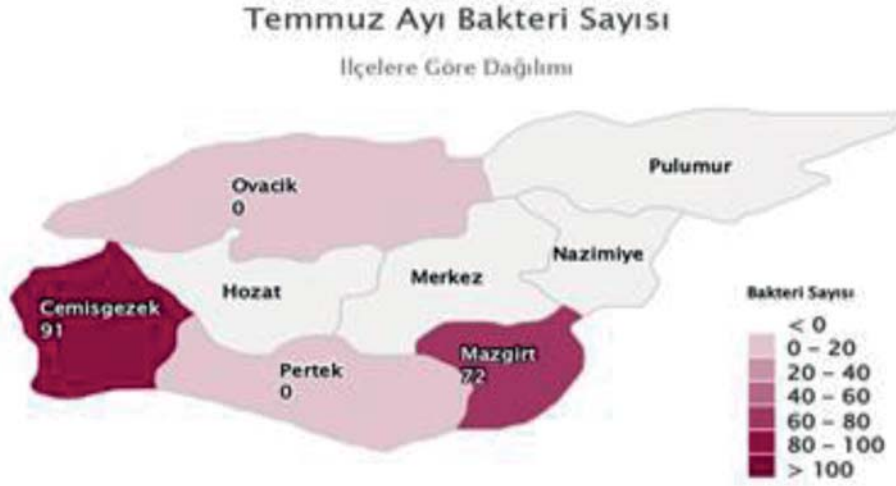 Temmuz Ayı Bakteri Sayısı
İlçelere Göre Dağılımı
Pulumur
Ovacik
0
Nazimiye
Merkez
Hozat
Cemisgezek
91
Mazgirt
72
Pertek
0
Bakteri Sayısı
< 0
0 – 20
20 – 40
40 – 60
60 – 80
80 – 100
> 100